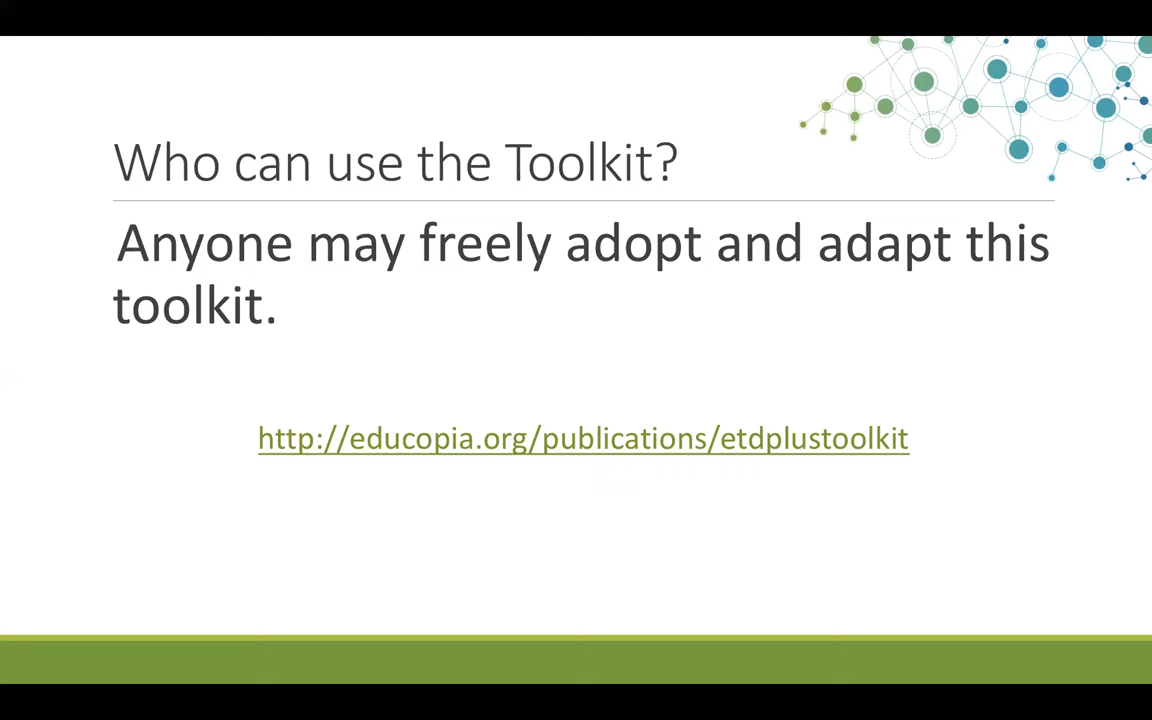 Who can use the Toolkit?
Anyone may freely adopt and adapt this
toolkit.
http://educopia.org/publications/etdplustoolkit